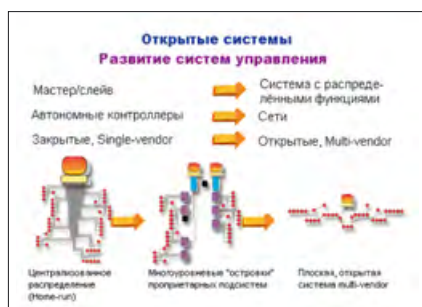 Открытые системы
Развитие систем управления
Мастер/слейв
Система с распреде-
лёнными функциями
Автономные контроллеры
Сети
Закрытые, Single-vendor
Открытые, Multi-vendor
Централизованное
распределение
(Home-run)
Многоуровневые "островки"
проприетарных подсистем
Плоская, открытая
система multi-vendor